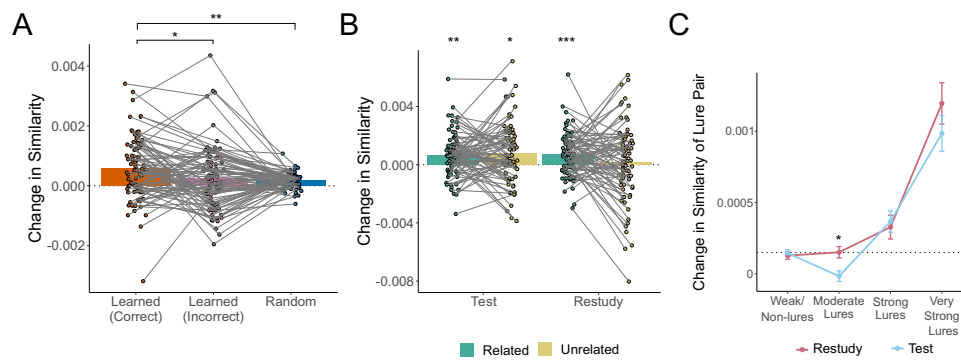 A
Change in Similarity
0.004
0.002
0.000
-0.002
**
*
Learned
(Correct)
Learned
(Incorrect)
Random
B
Change in Similarity
0.004
0.000
-0.004
-0.008
**
*
***
Test
Restudy
Related
Unrelated
C
Change in Similarity of Lure Pair
0.001
0.0005
0
*
Weak/
Non-lures
Moderate
Lures
Strong
Lures
Very
Strong
Lures
Restudy
Test